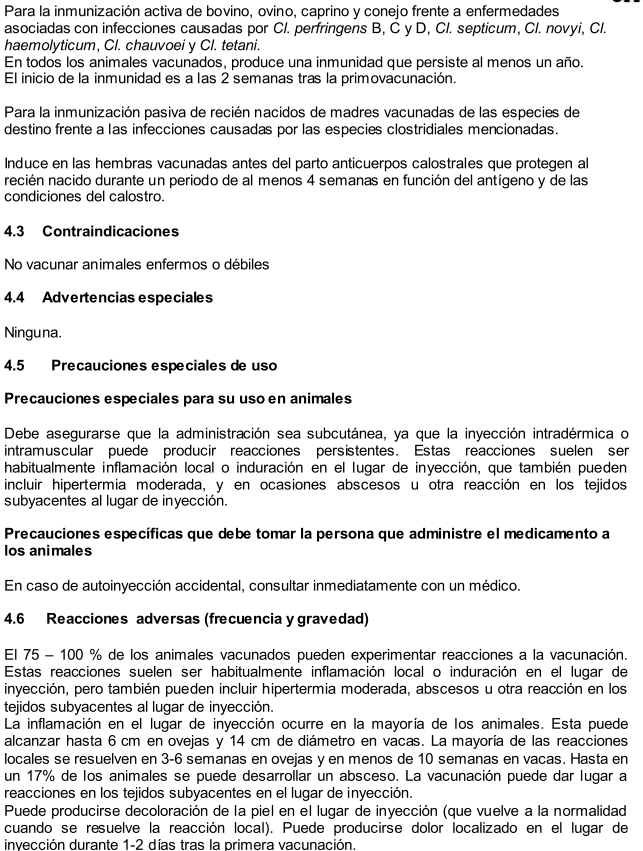 Para la inmunización activa de bovino, ovino, caprino y conejo frente a enfermedades
asociadas con infecciones causadas por Cl. perfringens B, C y D, Cl. septicum, Cl. novyi, Cl.
haemolyticum, Cl. chauvoei y Cl. tetani.
En todos los animales vacunados, produce una inmunidad que persiste al menos un año.
El inicio de la inmunidad es a las 2 semanas tras la primovacunación.
Para la inmunización pasiva de recién nacidos de madres vacunadas de las especies de
destino frente a las infecciones causadas por las especies clostridiales mencionadas.
Induce en las hembras vacunadas antes del parto anticuerpos calostrales que protegen al
recién nacido durante un periodo de al menos 4 semanas en función del antígeno y de las
condiciones del calostro.
4.3 Contraindicaciones
No vacunar animales enfermos o débiles
4.4 Advertencias especiales
Ninguna.
4.5 Precauciones especiales de uso
Precauciones especiales para su uso en animales
Debe asegurarse que la administración sea subcutánea, ya que la inyección intradérmica o
intramuscular puede producir reacciones persistentes. Estas reacciones suelen ser
habitualmente inflamación local o induración en el lugar de inyección, que también pueden
incluir hipertermia moderada, y en ocasiones abscesos u otra reacción en los tejidos
subyacentes al lugar de inyección.
Precauciones específicas que debe tomar la persona que administre el medicamento a
los animales
En caso de autoinyección accidental, consultar inmediatamente con un médico.
4.6 Reacciones adversas (frecuencia y gravedad)
El 75 – 100 % de los animales vacunados pueden experimentar reacciones a la vacunación.
Estas reacciones suelen ser habitualmente inflamación local o induración en el lugar de
inyección, pero también pueden incluir hipertermia moderada, abscesos u otra reacción en los
tejidos subyacentes al lugar de inyección.
La inflamación en el lugar de inyección ocurre en la mayoría de los animales. Esta puede
alcanzar hasta 6 cm en ovejas y 14 cm de diámetro en vacas. La mayoría de las reacciones
locales se resuelven en 3-6 semanas en ovejas y en menos de 10 semanas en vacas. Hasta en
un 17% de los animales se puede desarrollar un absceso. La vacunación puede dar lugar a
reacciones en los tejidos subyacentes en el lugar de inyección.
Puede producirse decoloración de la piel en el lugar de inyección (que vuelve a la normalidad
cuando se resuelve la reacción local). Puede producirse dolor localizado en el lugar de
inyección durante 1-2 días tras la primera vacunación.